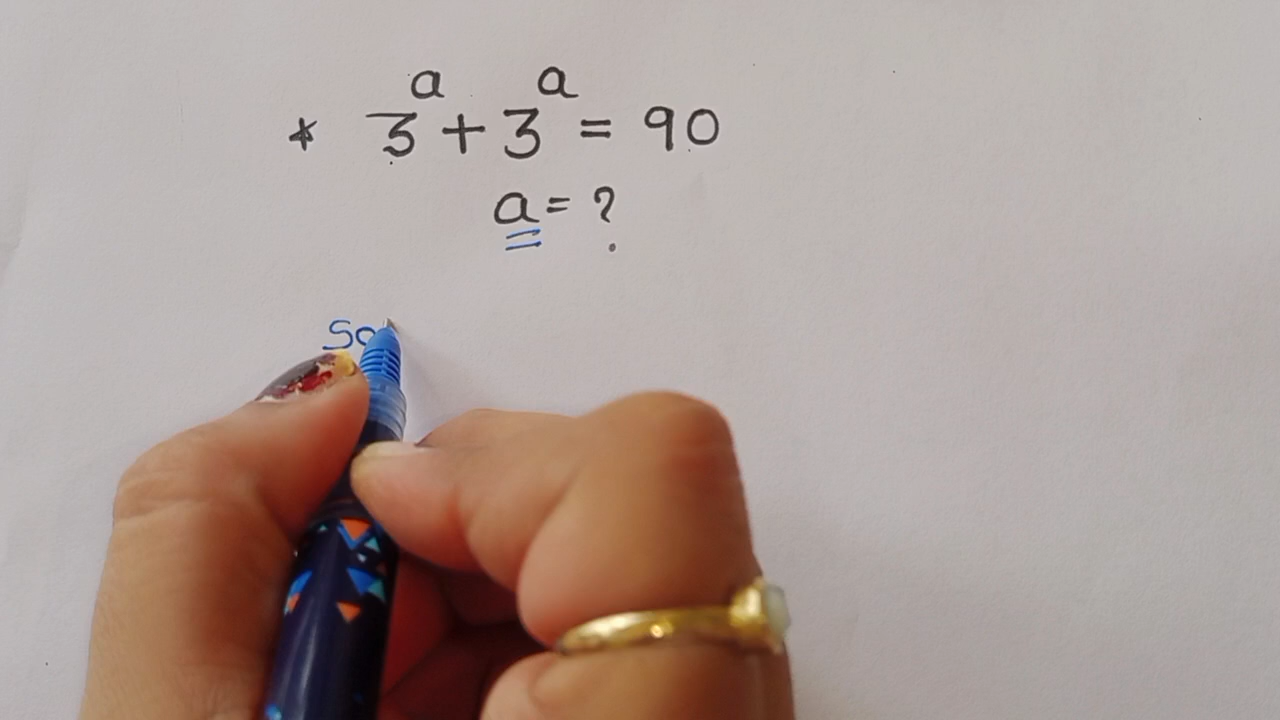 * 3^a + 3^a = 90
a = ?
So